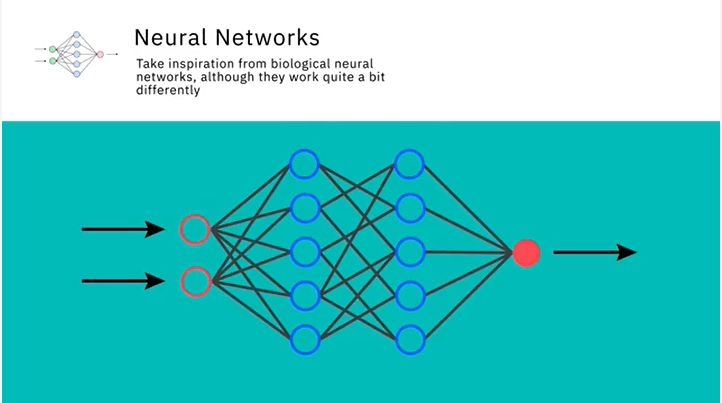 Neural Networks
Take inspiration from biological neural
networks, although they work quite a bit
differently